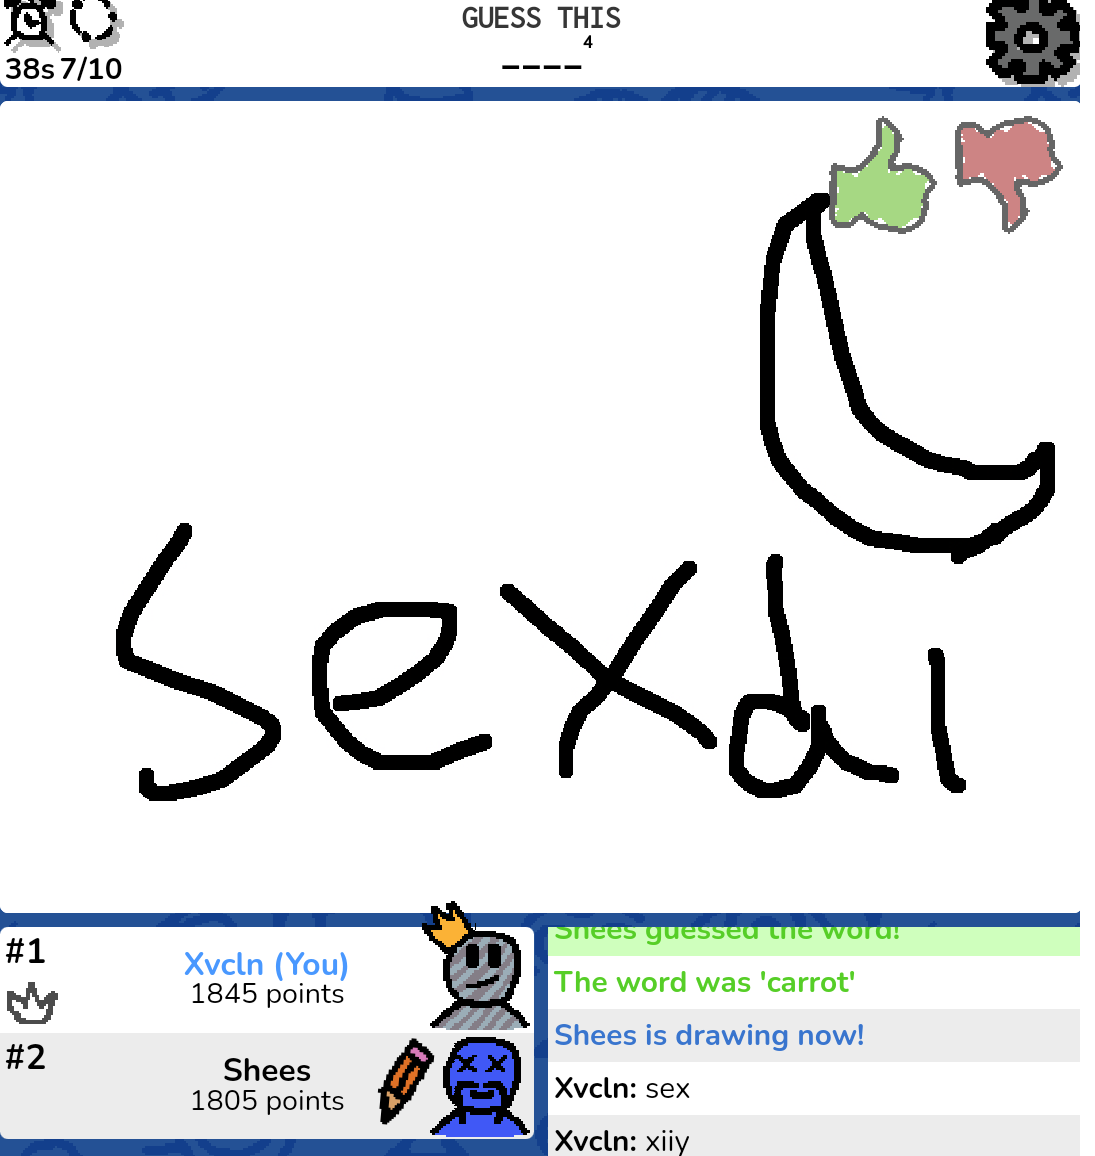 GUESS THIS
4
38s 7/10
____
Sexdl
#1
Xvcln (You)
1845 points
#2
Shees
1805 points
Shees guessed the word!
The word was 'carrot'
Shees is drawing now!
Xvcln: sex
Xvcln: xiiy